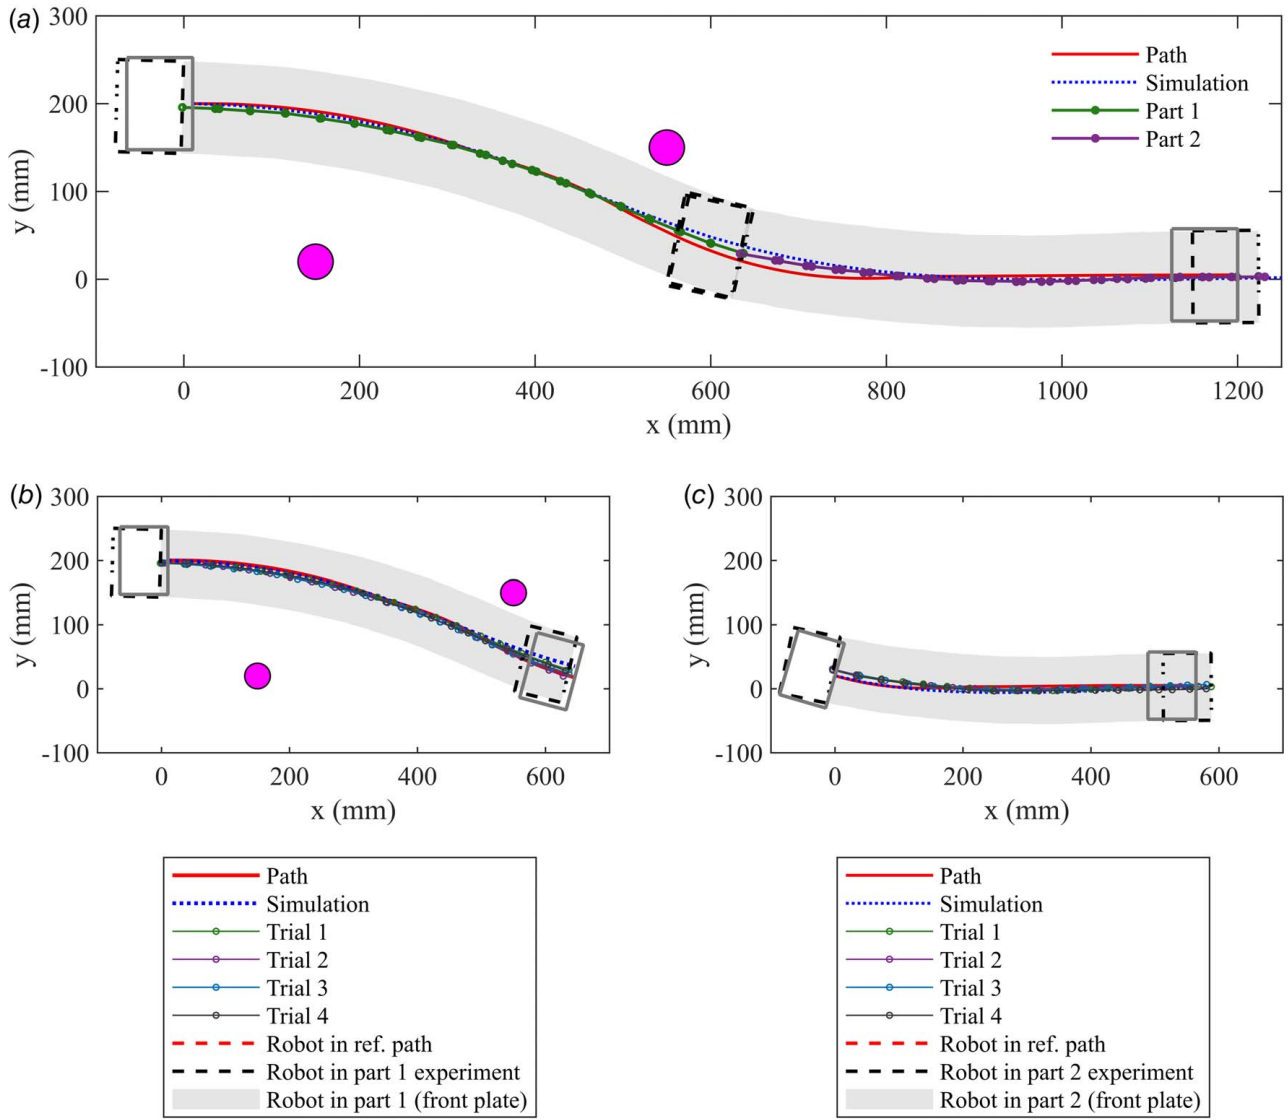 (a)
300
200
100
0
-100
y (mm)
Path
Simulation
Part 1
Part 2
0 200 400 600 800 1000 1200
x (mm)
(b)
300
200
100
0
-100
y (mm)
0 200 400 600
x (mm)
(c)
300
200
100
0
-100
y (mm)
0 200 400 600
x (mm)
Path
Simulation
Trial 1
Trial 2
Trial 3
Trial 4
Robot in ref. path
Robot in part 1 experiment
Robot in part 1 (front plate)
Path
Simulation
Trial 1
Trial 2
Trial 3
Trial 4
Robot in ref. path
Robot in part 2 experiment
Robot in part 2 (front plate)